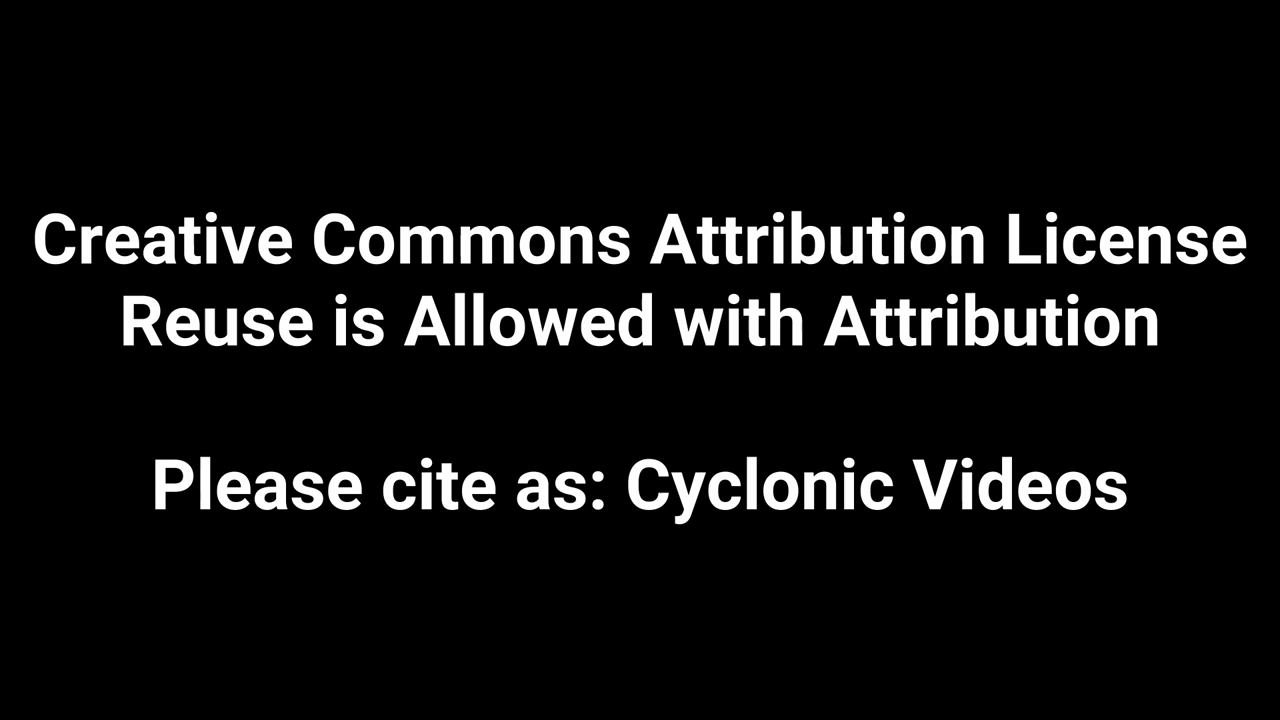 Creative Commons Attribution License
Reuse is Allowed with Attribution
Please cite as: Cyclonic Videos